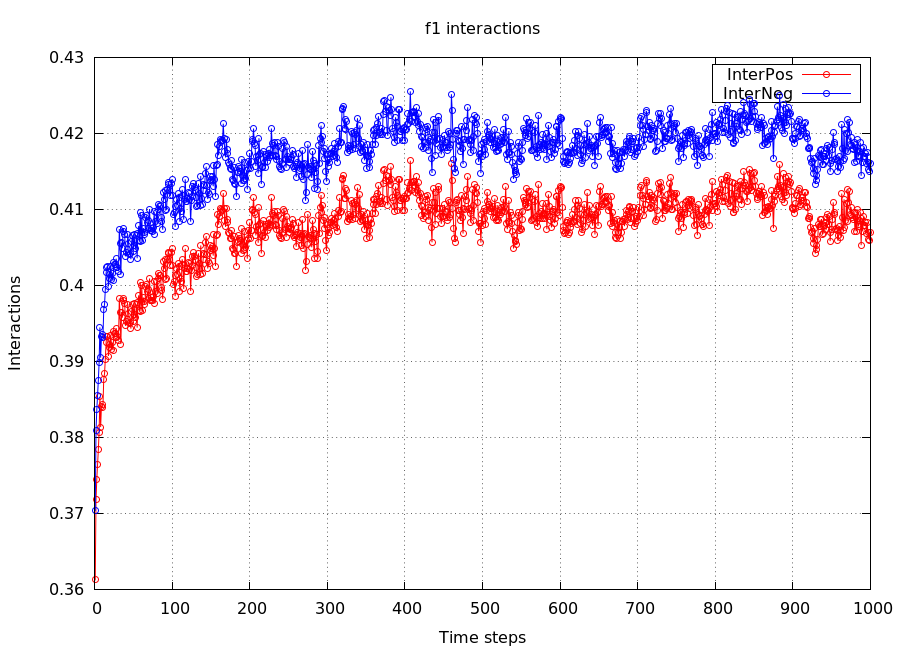 f1 interactions
0.43
InterPos
InterNeg
0.42
0.41
0.4
0.39
0.38
0.37
0.36
Interactions
0 100 200 300 400 500 600 700 800 900 1000
Time steps